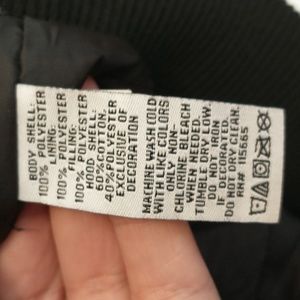 BODY SHELL:
100% POLYESTER
LINING:
100% POLYESTER
FILLING:
100% POLYESTER
HOOD SHELL:
60% COTTON
40% POLYESTER
EXCLUSIVE OF
DECORATION
MACHINE WASH COLD
WITH LIKE COLORS
ONLY NON-
CHLORINE BLEACH
WHEN NEEDED.
TUMBLE DRY LOW.
DO NOT IRON
IF DECORATED.
DO NOT DRY CLEAN.
RN# 115665